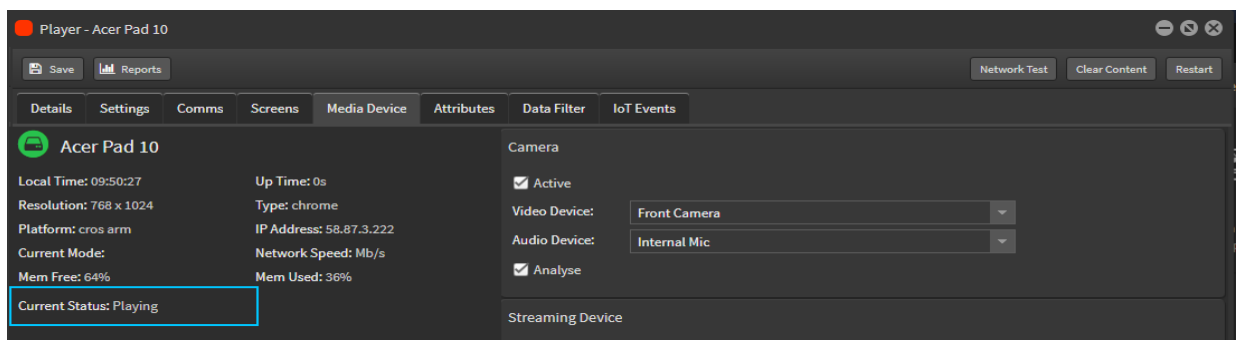 Player - Acer Pad 10
Save Reports Network Test Clear Content Restart
Details Settings Comms Screens Media Device Attributes Data Filter IoT Events
Acer Pad 10
Local Time: 09:50:27 Up Time: 0s
Resolution: 768 x 1024 Type: chrome
Platform: cros arm IP Address: 58.87.3.222
Current Mode: Network Speed: Mb/s
Mem Free: 64% Mem Used: 36%
Current Status: Playing
Camera
Active
Video Device: Front Camera
Audio Device: Internal Mic
Analyse
Streaming Device